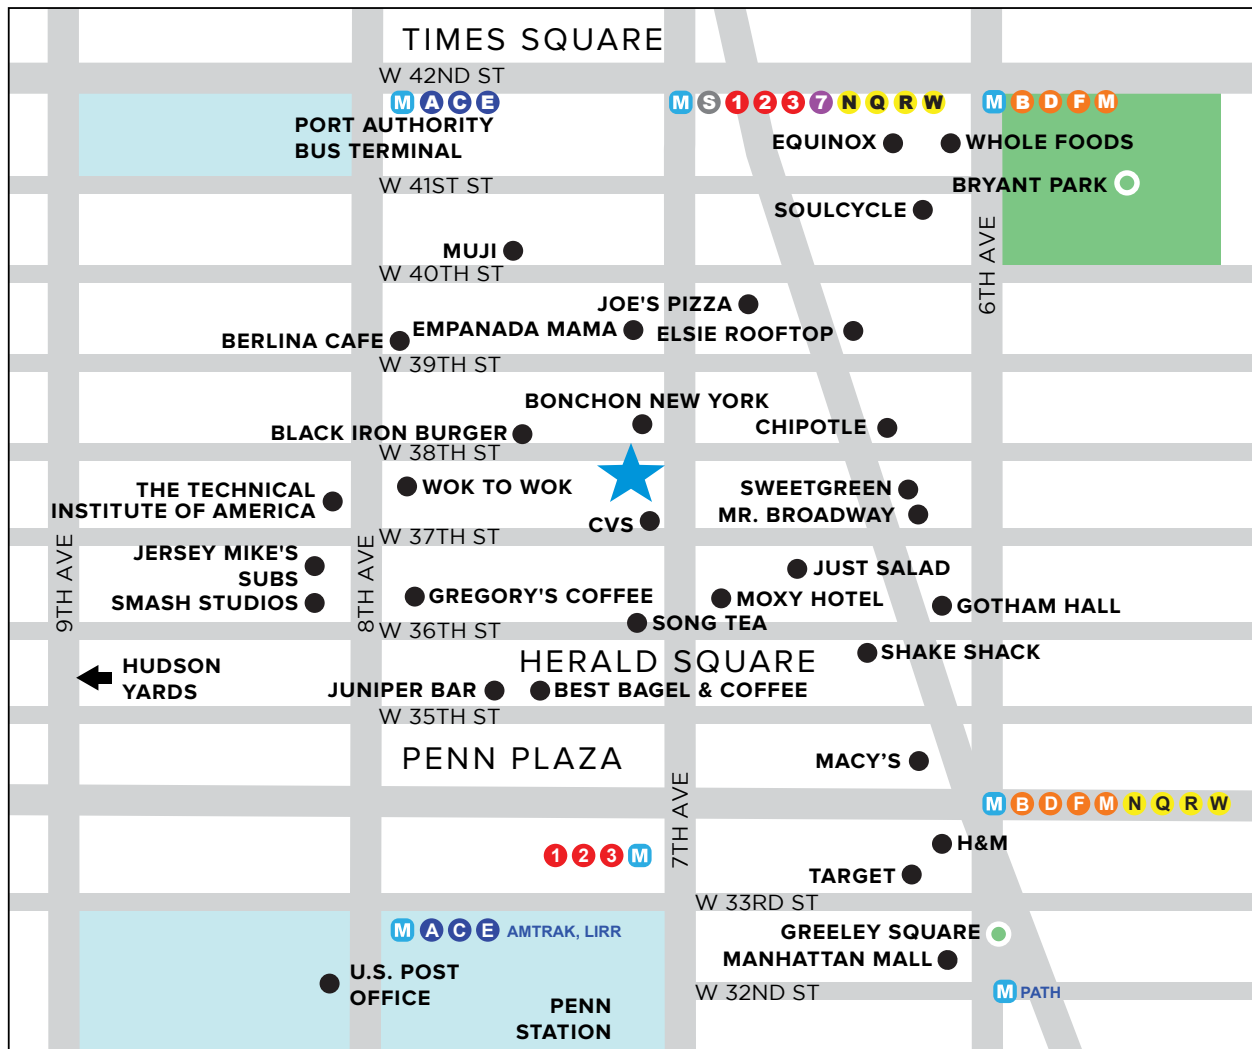 TIMES SQUARE
W 42ND ST
M A C E
M S 1 2 3 7 N Q R W
M B D F M
PORT AUTHORITY
BUS TERMINAL
EQUINOX
WHOLE FOODS
W 41ST ST
BRYANT PARK
SOULCYCLE
MUJI
W 40TH ST
6TH AVE
JOE'S PIZZA
EMPANADA MAMA
ELSIE ROOFTOP
BERLINA CAFE
W 39TH ST
BONCHON NEW YORK
CHIPOTLE
BLACK IRON BURGER
W 38TH ST
THE TECHNICAL
INSTITUTE OF AMERICA
WOK TO WOK
SWEETGREEN
MR. BROADWAY
CVS
W 37TH ST
9TH AVE
8TH AVE
JERSEY MIKE'S
SUBS
JUST SALAD
SMASH STUDIOS
GREGORY'S COFFEE
MOXY HOTEL
GOTHAM HALL
SONG TEA
W 36TH ST
HERALD SQUARE
SHAKE SHACK
HUDSON
YARDS
JUNIPER BAR
BEST BAGEL & COFFEE
W 35TH ST
PENN PLAZA
MACY’S
7TH AVE
M B D F M N Q R W
1 2 3 M
H&M
TARGET
W 33RD ST
M A C E AMTRAK, LIRR
GREELEY SQUARE
MANHATTAN MALL
U.S. POST
OFFICE
W 32ND ST
M PATH
PENN
STATION